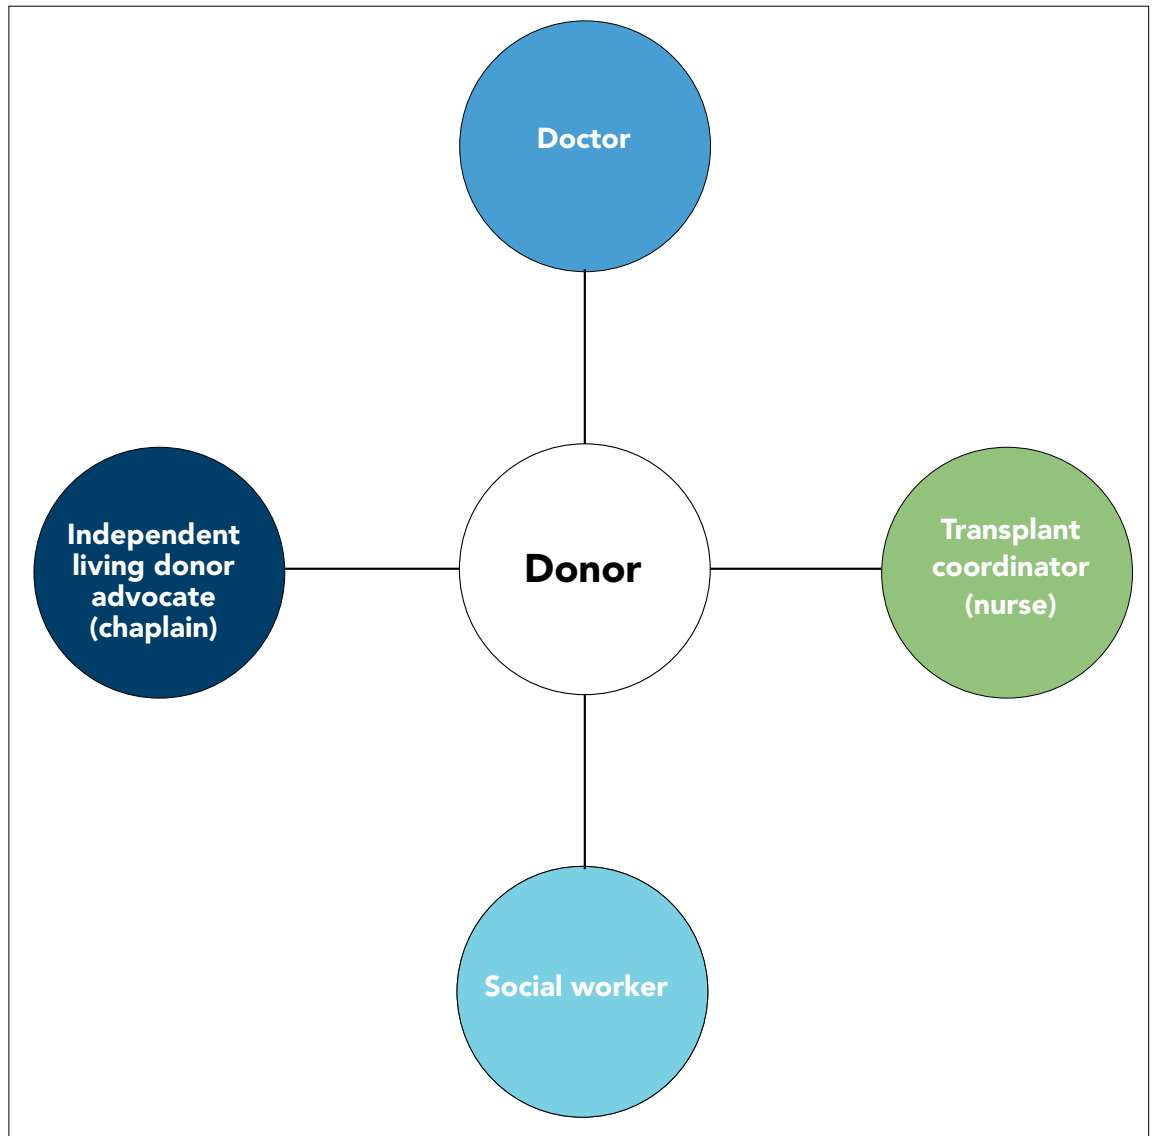 Doctor
Independent
living donor
advocate
(chaplain)
Donor
Transplant
coordinator
(nurse)
Social worker